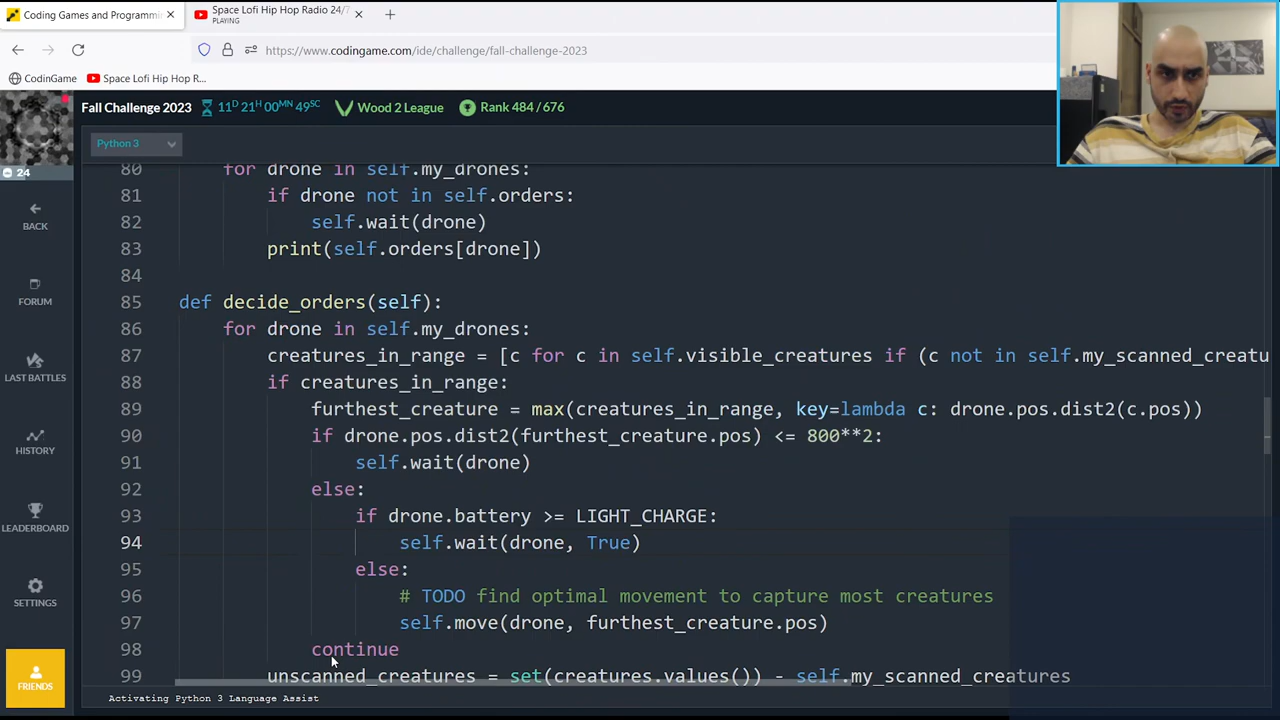 Coding Games and Programmi
Space Lofi Hip Hop Radio 24/7
PLAYING
https://www.codingame.com/ide/challenge/fall-challenge-2023
CodinGame
Space Lofi Hip Hop R...
Fall Challenge 2023
11D 21H 00MN 49SC
Wood 2 League
Rank 484 / 676
Python 3
24
BACK
FORUM
LAST BATTLES
HISTORY
LEADERBOARD
SETTINGS
FRIENDS
80 for drone in self.my_drones:
81 if drone not in self.orders:
82 self.wait(drone)
83 print(self.orders[drone])
84
85 def decide_orders(self):
86 for drone in self.my_drones:
87 creatures_in_range = [c for c in self.visible_creatures if (c not in self.my_scanned_creatu
88 if creatures_in_range:
89 furthest_creature = max(creatures_in_range, key=lambda c: drone.pos.dist2(c.pos))
90 if drone.pos.dist2(furthest_creature.pos) <= 800**2:
91 self.wait(drone)
92 else:
93 if drone.battery >= LIGHT_CHARGE:
94 self.wait(drone, True)
95 else:
96 # TODO find optimal movement to capture most creatures
97 self.move(drone, furthest_creature.pos)
98 continue
99 unscanned_creatures = set(creatures.values()) - self.my_scanned_creatures
Activating Python 3 Language Assist